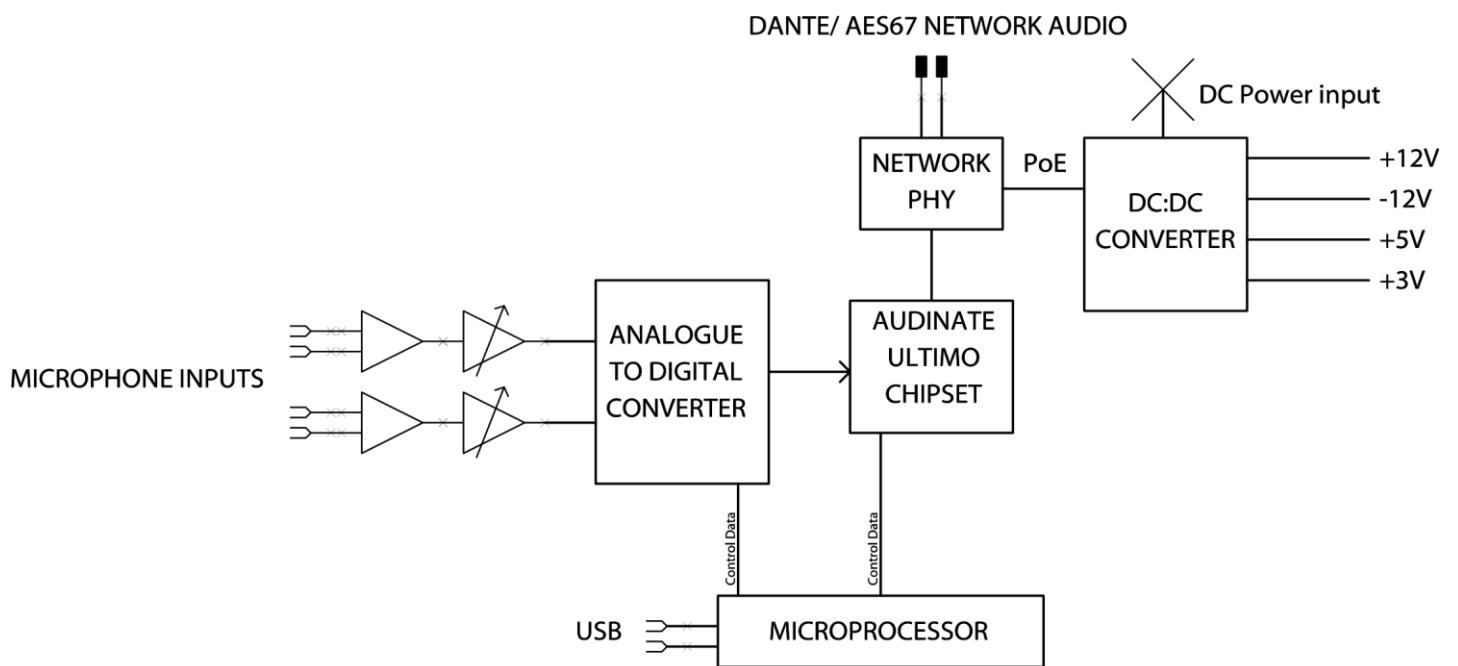 DANTE/ AES67 NETWORK AUDIO
DC Power input
NETWORK
PHY
PoE
DC:DC
CONVERTER
+12V
-12V
+5V
+3V
MICROPHONE INPUTS
ANALOGUE
TO DIGITAL
CONVERTER
AUDINATE
ULTIMO
CHIPSET
Control Data
Control Data
USB
MICROPROCESSOR